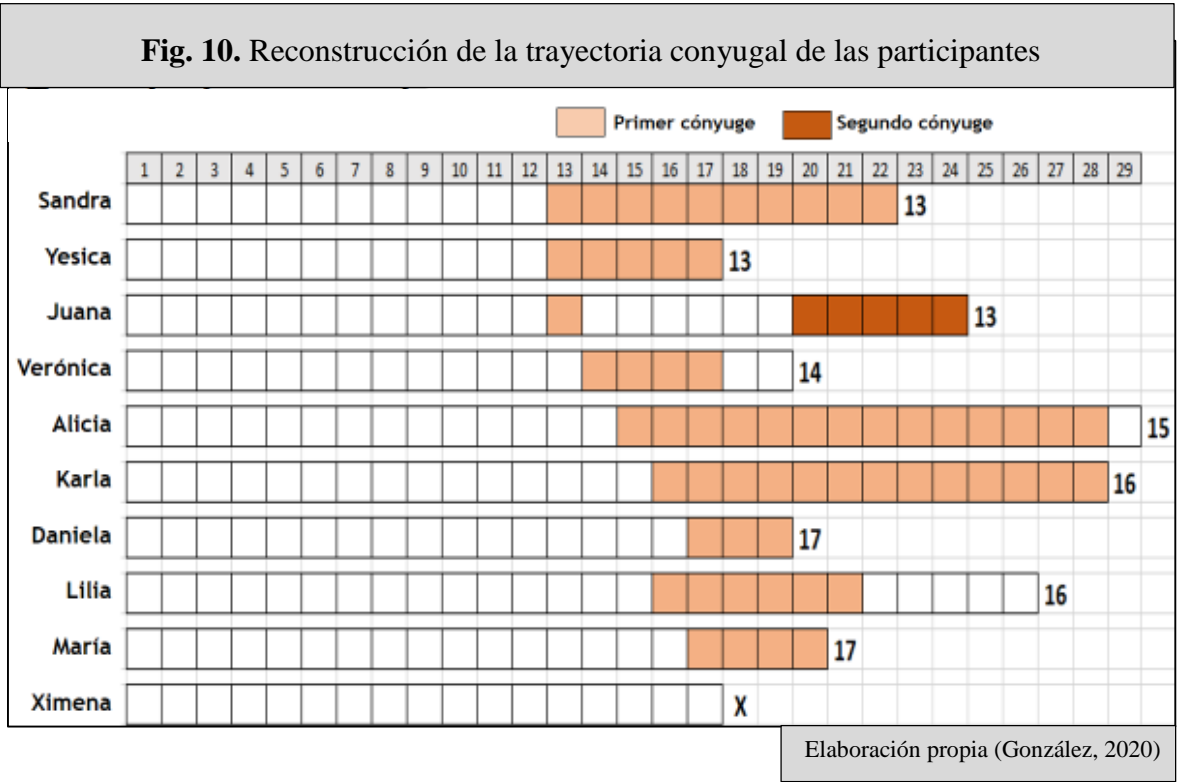 Fig. 10. Reconstrucción de la trayectoria conyugal de las participantes
Primer cónyuge Segundo cónyuge
1 2 3 4 5 6 7 8 9 10 11 12 13 14 15 16 17 18 19 20 21 22 23 24 25 26 27 28 29
Sandra 13
Yesica 13
Juana 13
Verónica 14
Alicia 15
Karla 16
Daniela 17
Lilia 16
María 17
Ximena X
Elaboración propia (González, 2020)